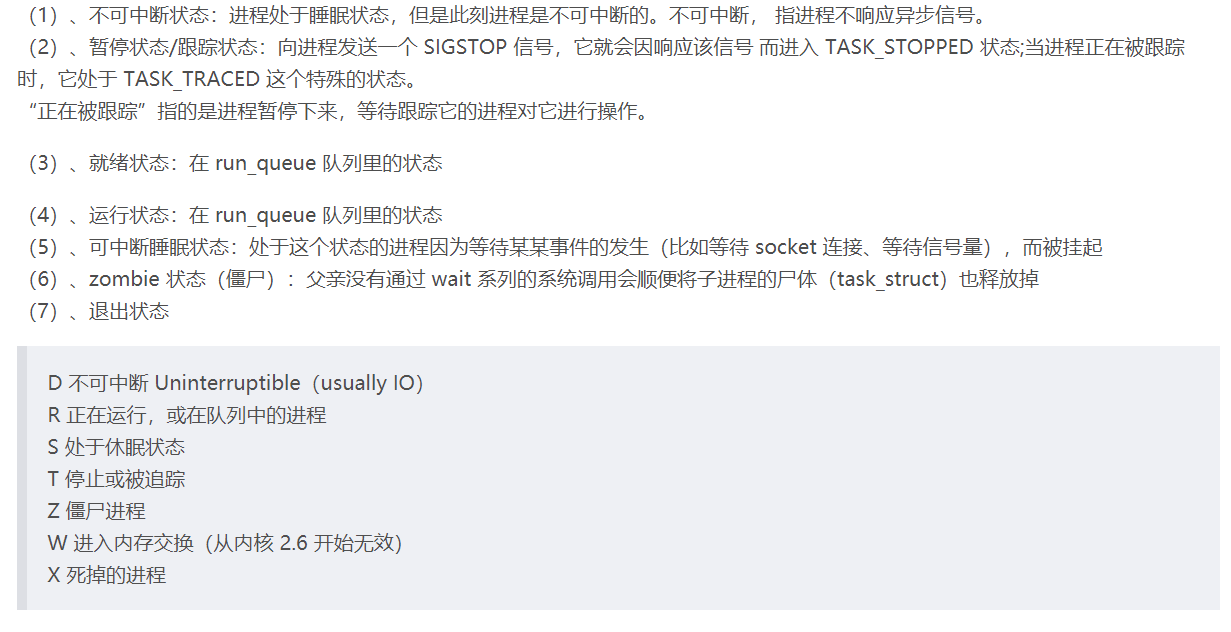 （1）、不可中断状态：进程处于睡眠状态，但是此刻进程是不可中断的。不可中断， 指进程不响应异步信号。
（2）、暂停状态/跟踪状态：向进程发送一个 SIGSTOP 信号，它就会因响应该信号 而进入 TASK_STOPPED 状态;当进程正在被跟踪
时，它处于 TASK_TRACED 这个特殊的状态。
“正在被跟踪”指的是进程暂停下来，等待跟踪它的进程对它进行操作。
（3）、就绪状态：在 run_queue 队列里的状态
（4）、运行状态：在 run_queue 队列里的状态
（5）、可中断睡眠状态：处于这个状态的进程因为等待某某事件的发生（比如等待 socket 连接、等待信号量），而被挂起
（6）、zombie 状态（僵尸）：父亲没有通过 wait 系列的系统调用会顺便将子进程的尸体（task_struct）也释放掉
（7）、退出状态
D 不可中断 Uninterruptible（usually IO）
R 正在运行，或在队列中的进程
S 处于休眠状态
T 停止或被追踪
Z 僵尸进程
W 进入内存交换（从内核 2.6 开始无效）
X 死掉的进程